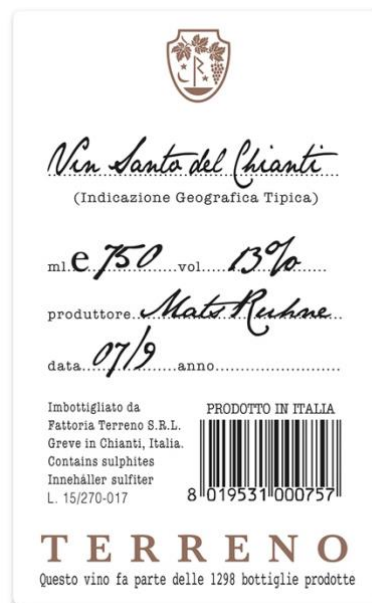 Vin Santo del Chianti
(Indicazione Geografica Tipica)
ml. e 750 vol. 13%
produttore Mats Ruhne
data 07/9 anno
Imbottigliato da
Fattoria Terreno S.R.L.
Greve in Chianti, Italia.
Contains sulphites
Innehåller sulfiter
L. 15/270-017
PRODOTTO IN ITALIA
8 019531 000757
TERRENO
Questo vino fa parte delle 1298 bottiglie prodotte